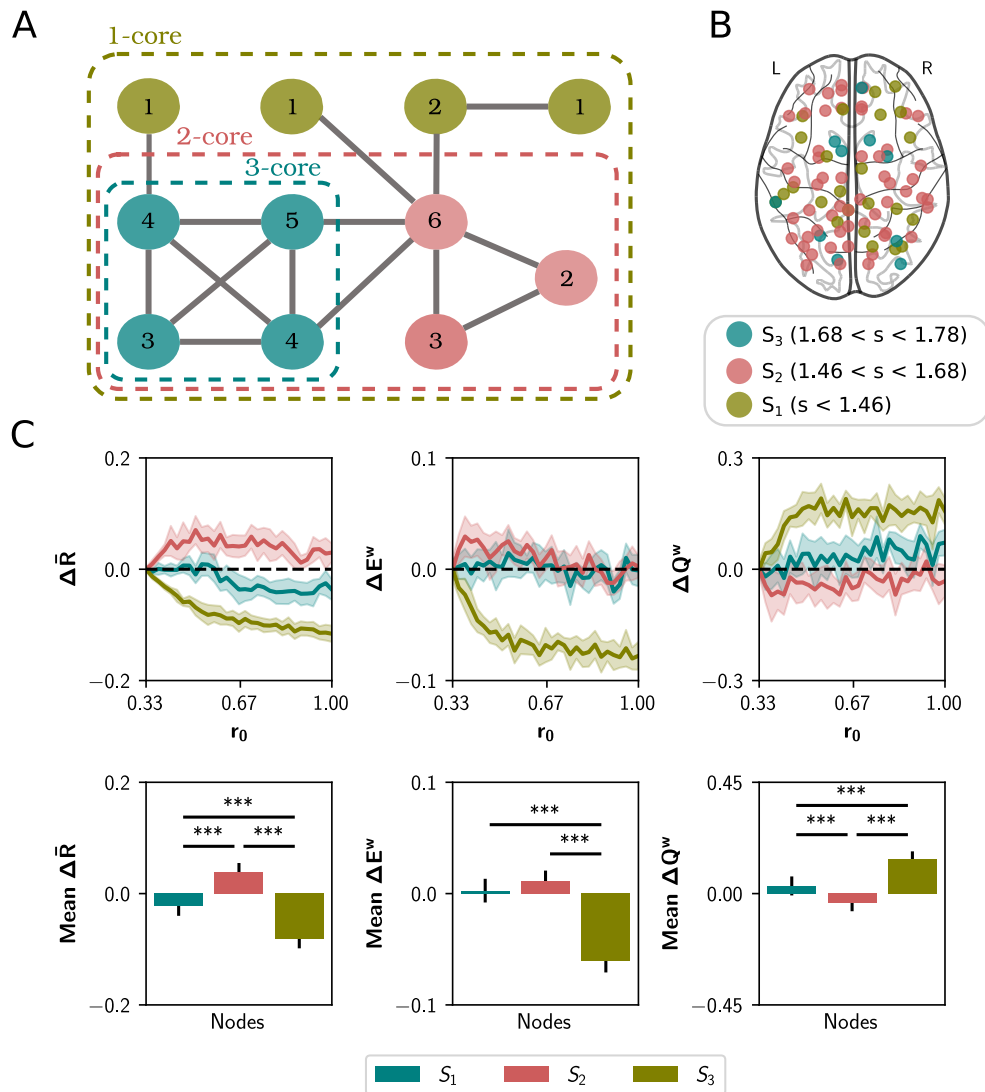 A
1-core
1 1 2 1
2-core
3-core
4 5 6
2
3 4 3
B
L R
S3 (1.68 < s < 1.78)
S2 (1.46 < s < 1.68)
S1 (s < 1.46)
C
ΔR̄
0.2
0.0
−0.2
0.33 0.67 1.00
r0
ΔEw
0.1
0.0
−0.1
0.33 0.67 1.00
r0
ΔQw
0.3
0.0
−0.3
0.33 0.67 1.00
r0
Mean ΔR̄
0.2
0.0
−0.2
***
*** ***
Nodes
Mean ΔEw
0.1
0.0
−0.1
***
***
Nodes
Mean ΔQw
0.45
0.00
−0.45
***
*** ***
Nodes
S1 S2 S3